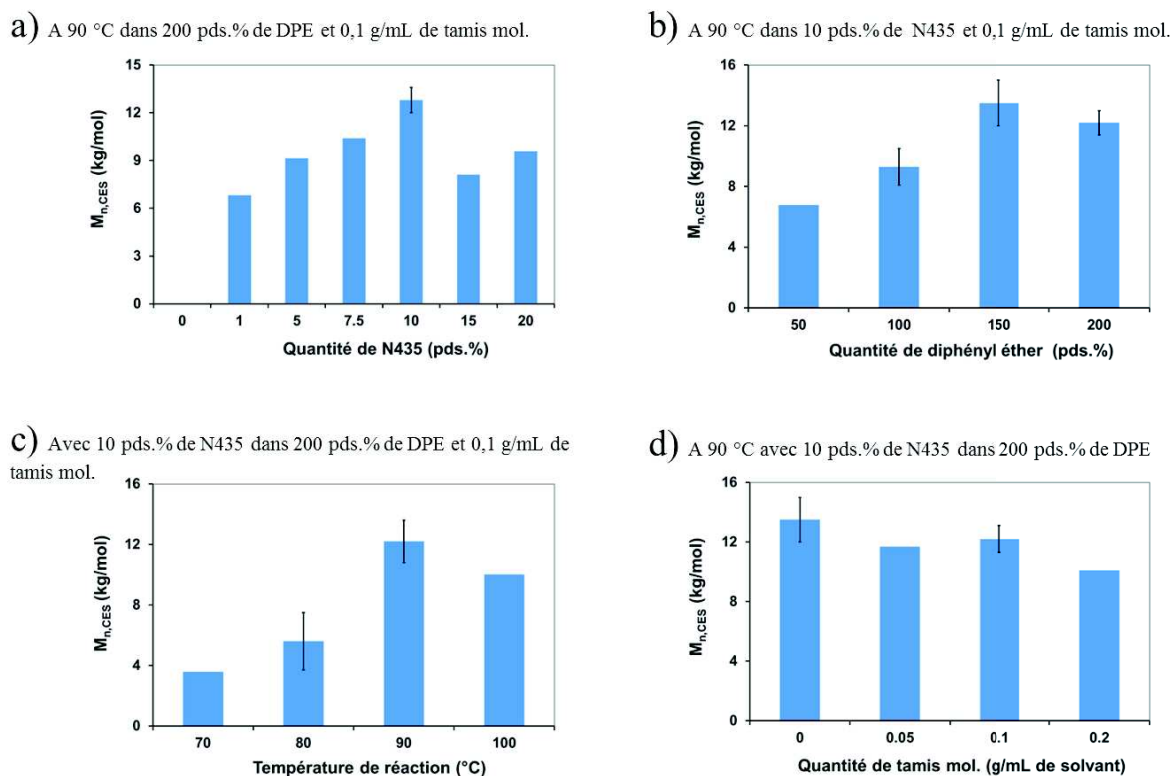 a) A 90 °C dans 200 pds.% de DPE et 0,1 g/mL de tamis mol.
15
12
9
6
3
0
M_n,CES (kg/mol)
0 1 5 7.5 10 15 20
Quantité de N435 (pds.%)
b) A 90 °C dans 10 pds.% de N435 et 0,1 g/mL de tamis mol.
16
12
8
4
0
M_n,CES (kg/mol)
50 100 150 200
Quantité de diphényl éther (pds.%)
c) Avec 10 pds.% de N435 dans 200 pds.% de DPE et 0,1 g/mL de
tamis mol.
16
12
8
4
0
M_n,CES (kg/mol)
70 80 90 100
Température de réaction (°C)
d) A 90 °C avec 10 pds.% de N435 dans 200 pds.% de DPE
16
12
8
4
0
M_n,CES (kg/mol)
0 0.05 0.1 0.2
Quantité de tamis mol. (g/mL de solvant)